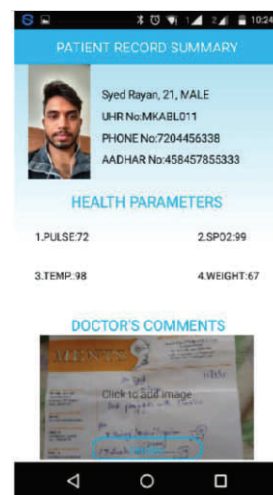 1 2 10:24
PATIENT RECORD SUMMARY
Syed Rayan, 21, MALE
UHR No:MKABL011
PHONE No:7204456338
AADHAR No:458457855333
HEALTH PARAMETERS
1.PULSE:72 2.SPO2:99
3.TEMP:98 4.WEIGHT:67
DOCTOR'S COMMENTS
Click to add image